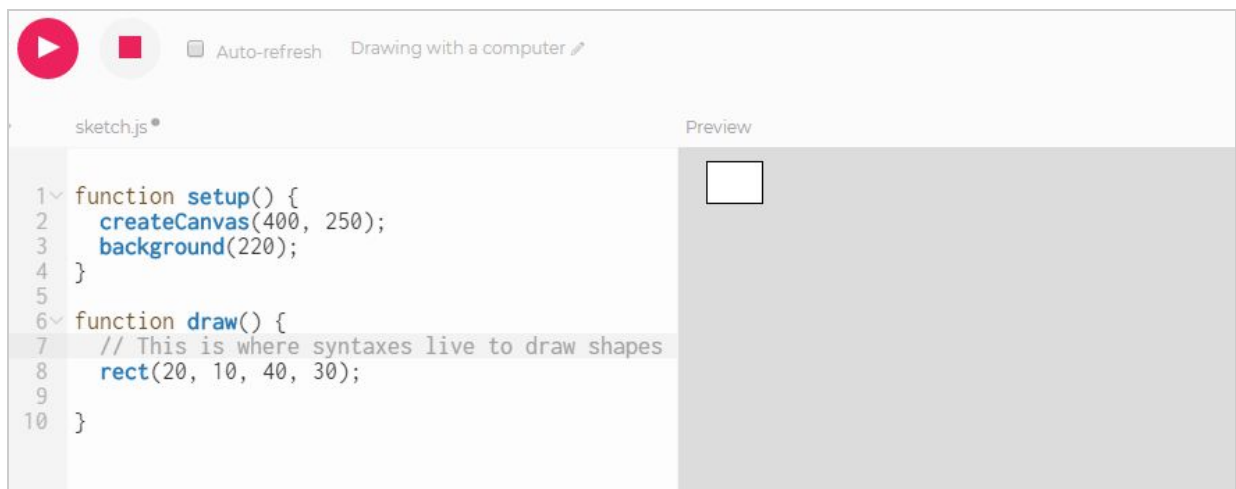 Auto-refresh Drawing with a computer
sketch.js Preview
1 function setup() {
2 createCanvas(400, 250);
3 background(220);
4 }
5
6 function draw() {
7 // This is where syntaxes live to draw shapes
8 rect(20, 10, 40, 30);
9
10 }